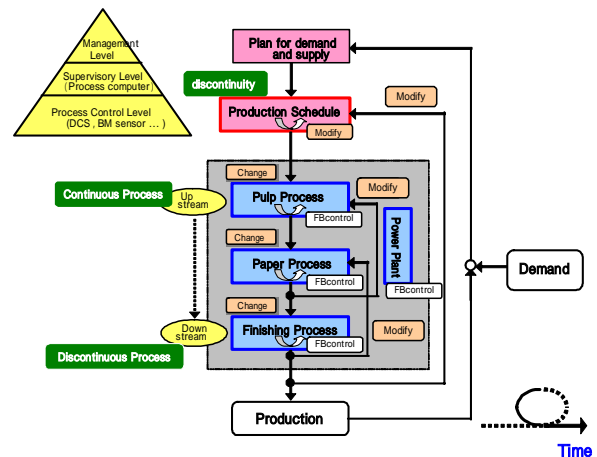 Management
Level
Supervisory Level
(Process computer)
Process Control Level
(DCS , BM sensor … )
Plan for demand
and supply
discontinuity
Modify
Production Schedule
Modify
Change
Continuous Process
Up
stream
Pulp Process
Modify
FBcontrol
Power Plant
Change
Paper Process
FBcontrol
FBcontrol
Demand
Change
Down
stream
Finishing Process
Modify
FBcontrol
Discontinuous Process
Production
Time